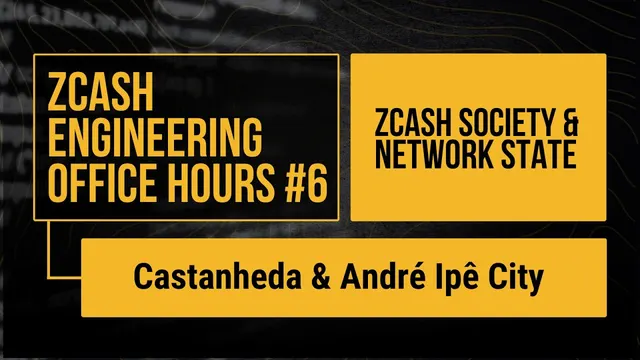 ZCASH
ENGINEERING
OFFICE HOURS #6
ZCASH SOCIETY &
NETWORK STATE
Castanheda & André Ipê City